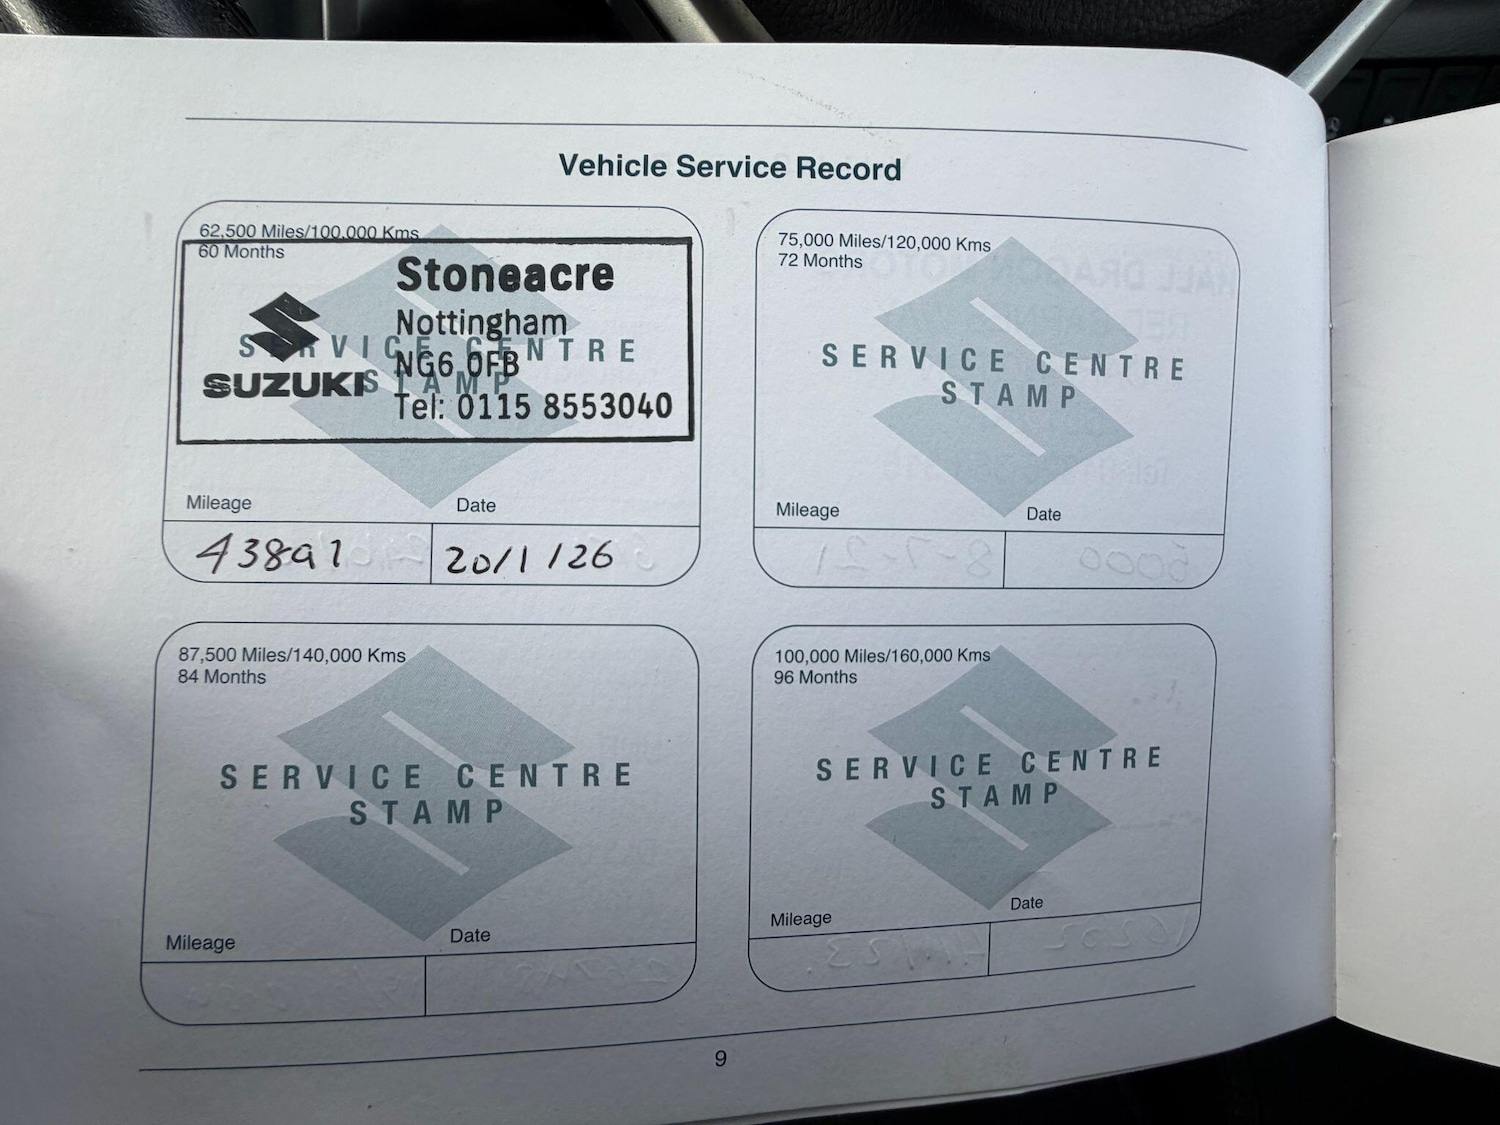 Vehicle Service Record
62,500 Miles/100,000 Kms
60 Months
SERVICE CENTRE
STAMP
SUZUKI
Stoneacre
Nottingham
NG6 0FB
Tel: 0115 8553040
Mileage
Date
43891
20/1/26
75,000 Miles/120,000 Kms
72 Months
SERVICE CENTRE
STAMP
Mileage
Date
87,500 Miles/140,000 Kms
84 Months
SERVICE CENTRE
STAMP
Mileage
Date
100,000 Miles/160,000 Kms
96 Months
SERVICE CENTRE
STAMP
Mileage
Date
9